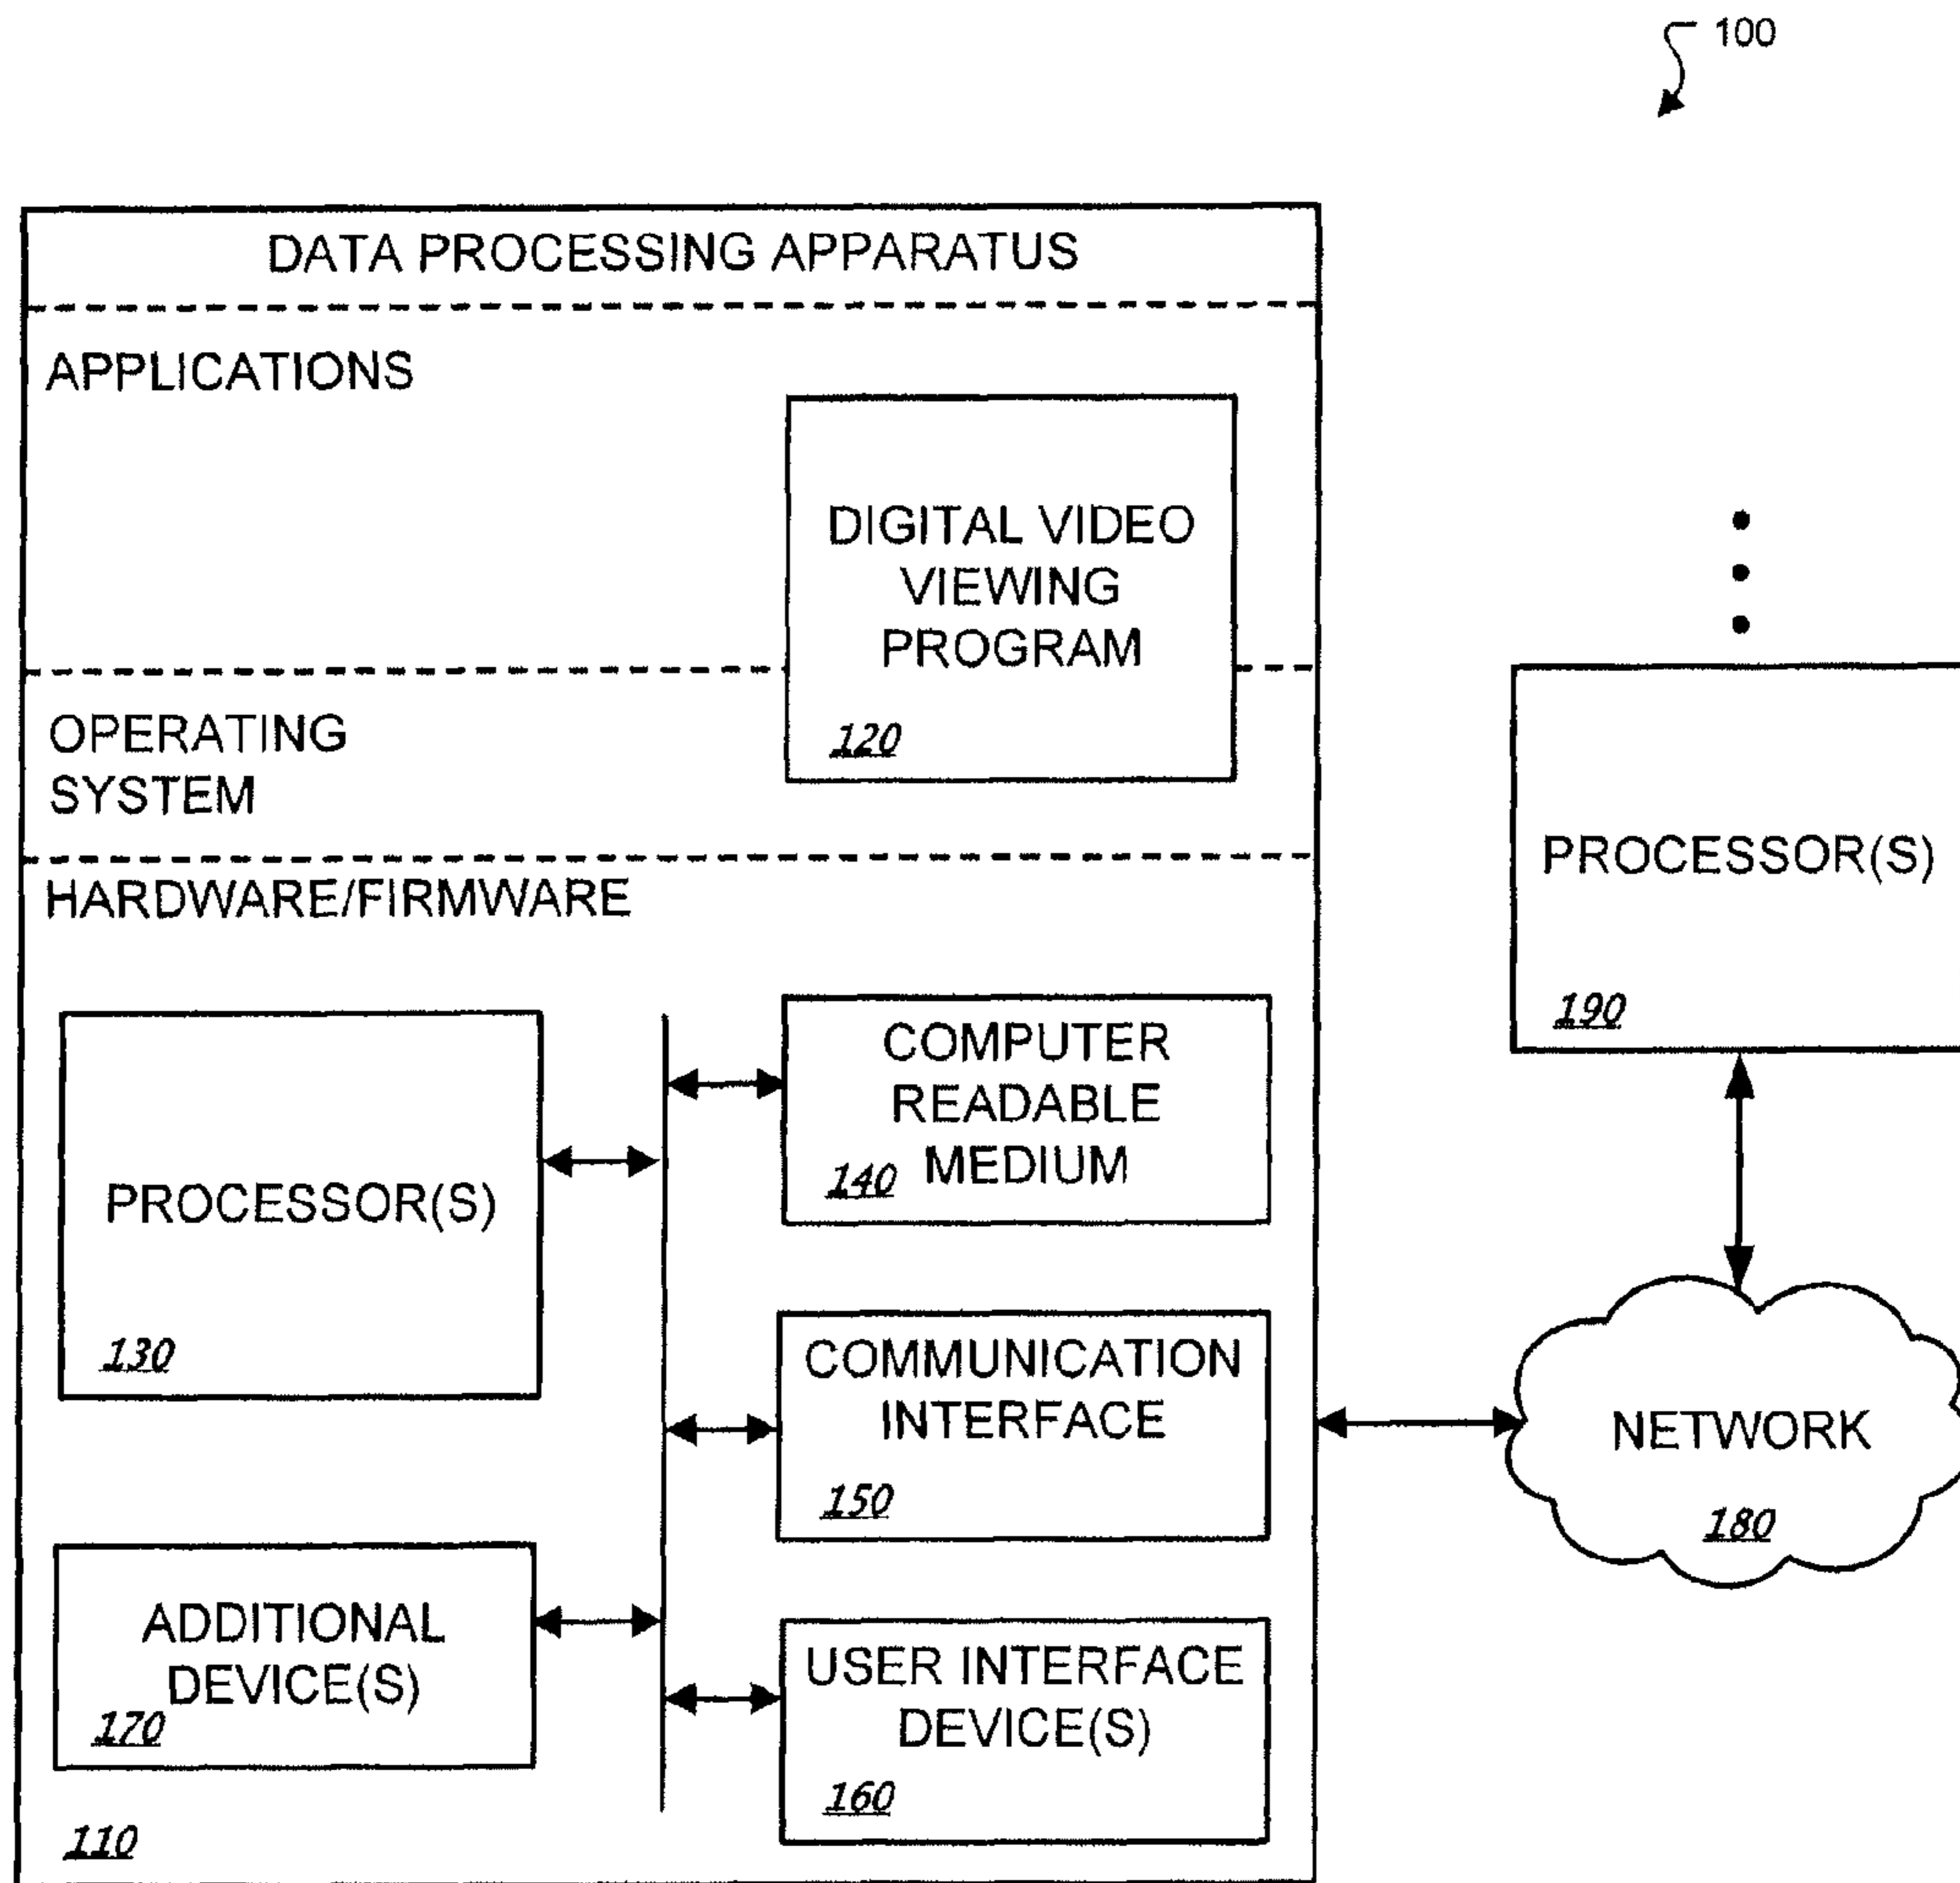 100
DATA PROCESSING APPARATUS
APPLICATIONS
DIGITAL VIDEO
VIEWING
PROGRAM
120
OPERATING
SYSTEM
HARDWARE/FIRMWARE
PROCESSOR(S)
130
COMPUTER
READABLE
140 MEDIUM
COMMUNICATION
INTERFACE
150
ADDITIONAL
DEVICE(S)
170
USER INTERFACE
DEVICE(S)
160
110
PROCESSOR(S)
190
NETWORK
180